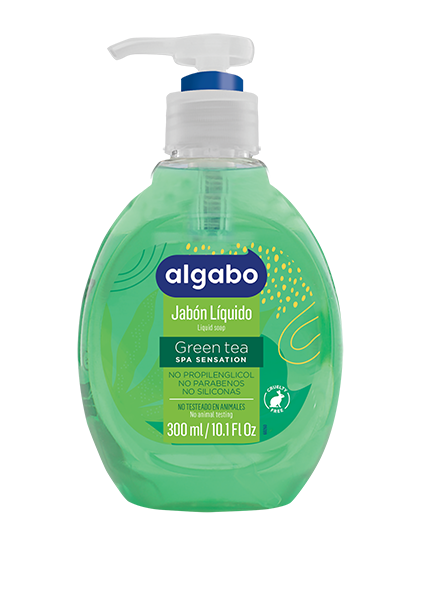 algabo
Jabón Líquido
Liquid soap
Green tea
SPA SENSATION
NO PROPILENGLICOL
NO PARABENOS
NO SILICONAS
CRUELTY
FREE
NO TESTEADO EN ANIMALES
No animal testing
300 ml / 10.1 Fl Oz